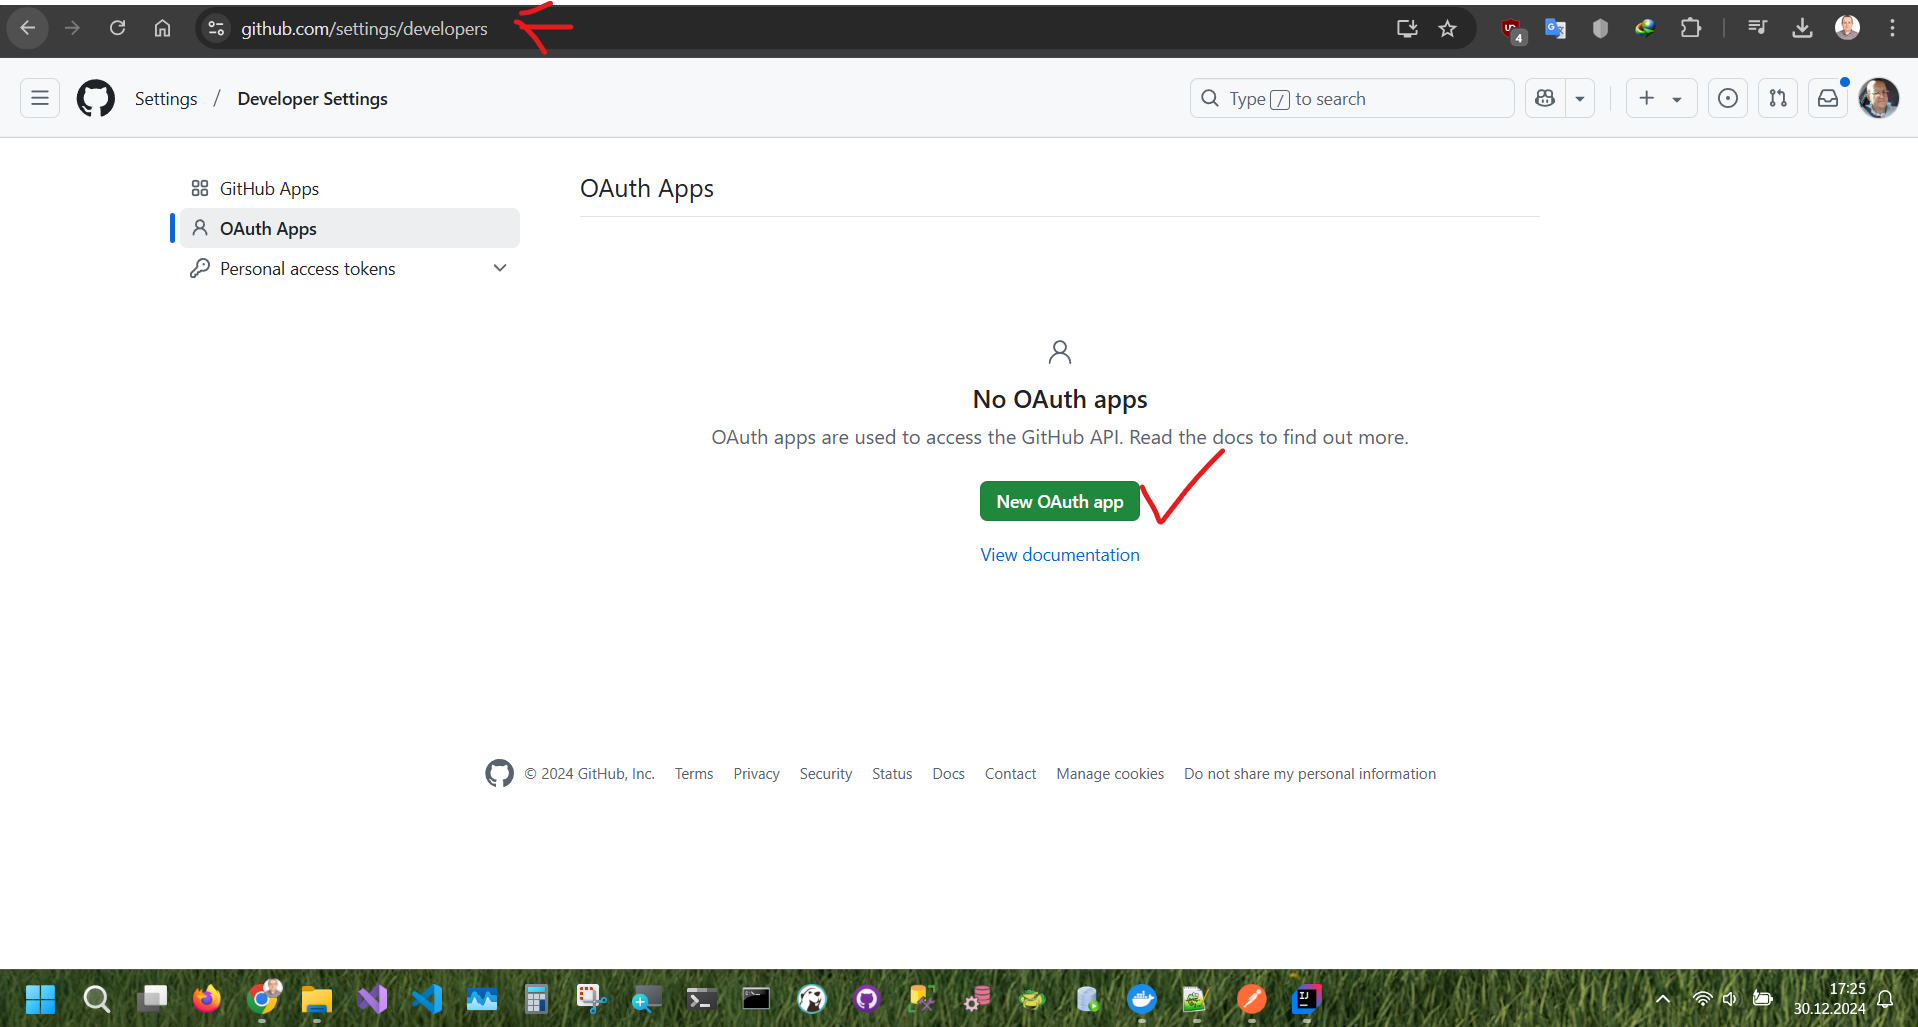 github.com/settings/developers
4
Settings / Developer Settings
Type / to search
GitHub Apps
OAuth Apps
Personal access tokens
OAuth Apps
No OAuth apps
OAuth apps are used to access the GitHub API. Read the docs to find out more.
New OAuth app
View documentation
© 2024 GitHub, Inc. Terms Privacy Security Status Docs Contact Manage cookies Do not share my personal information
17:25
30.12.2024